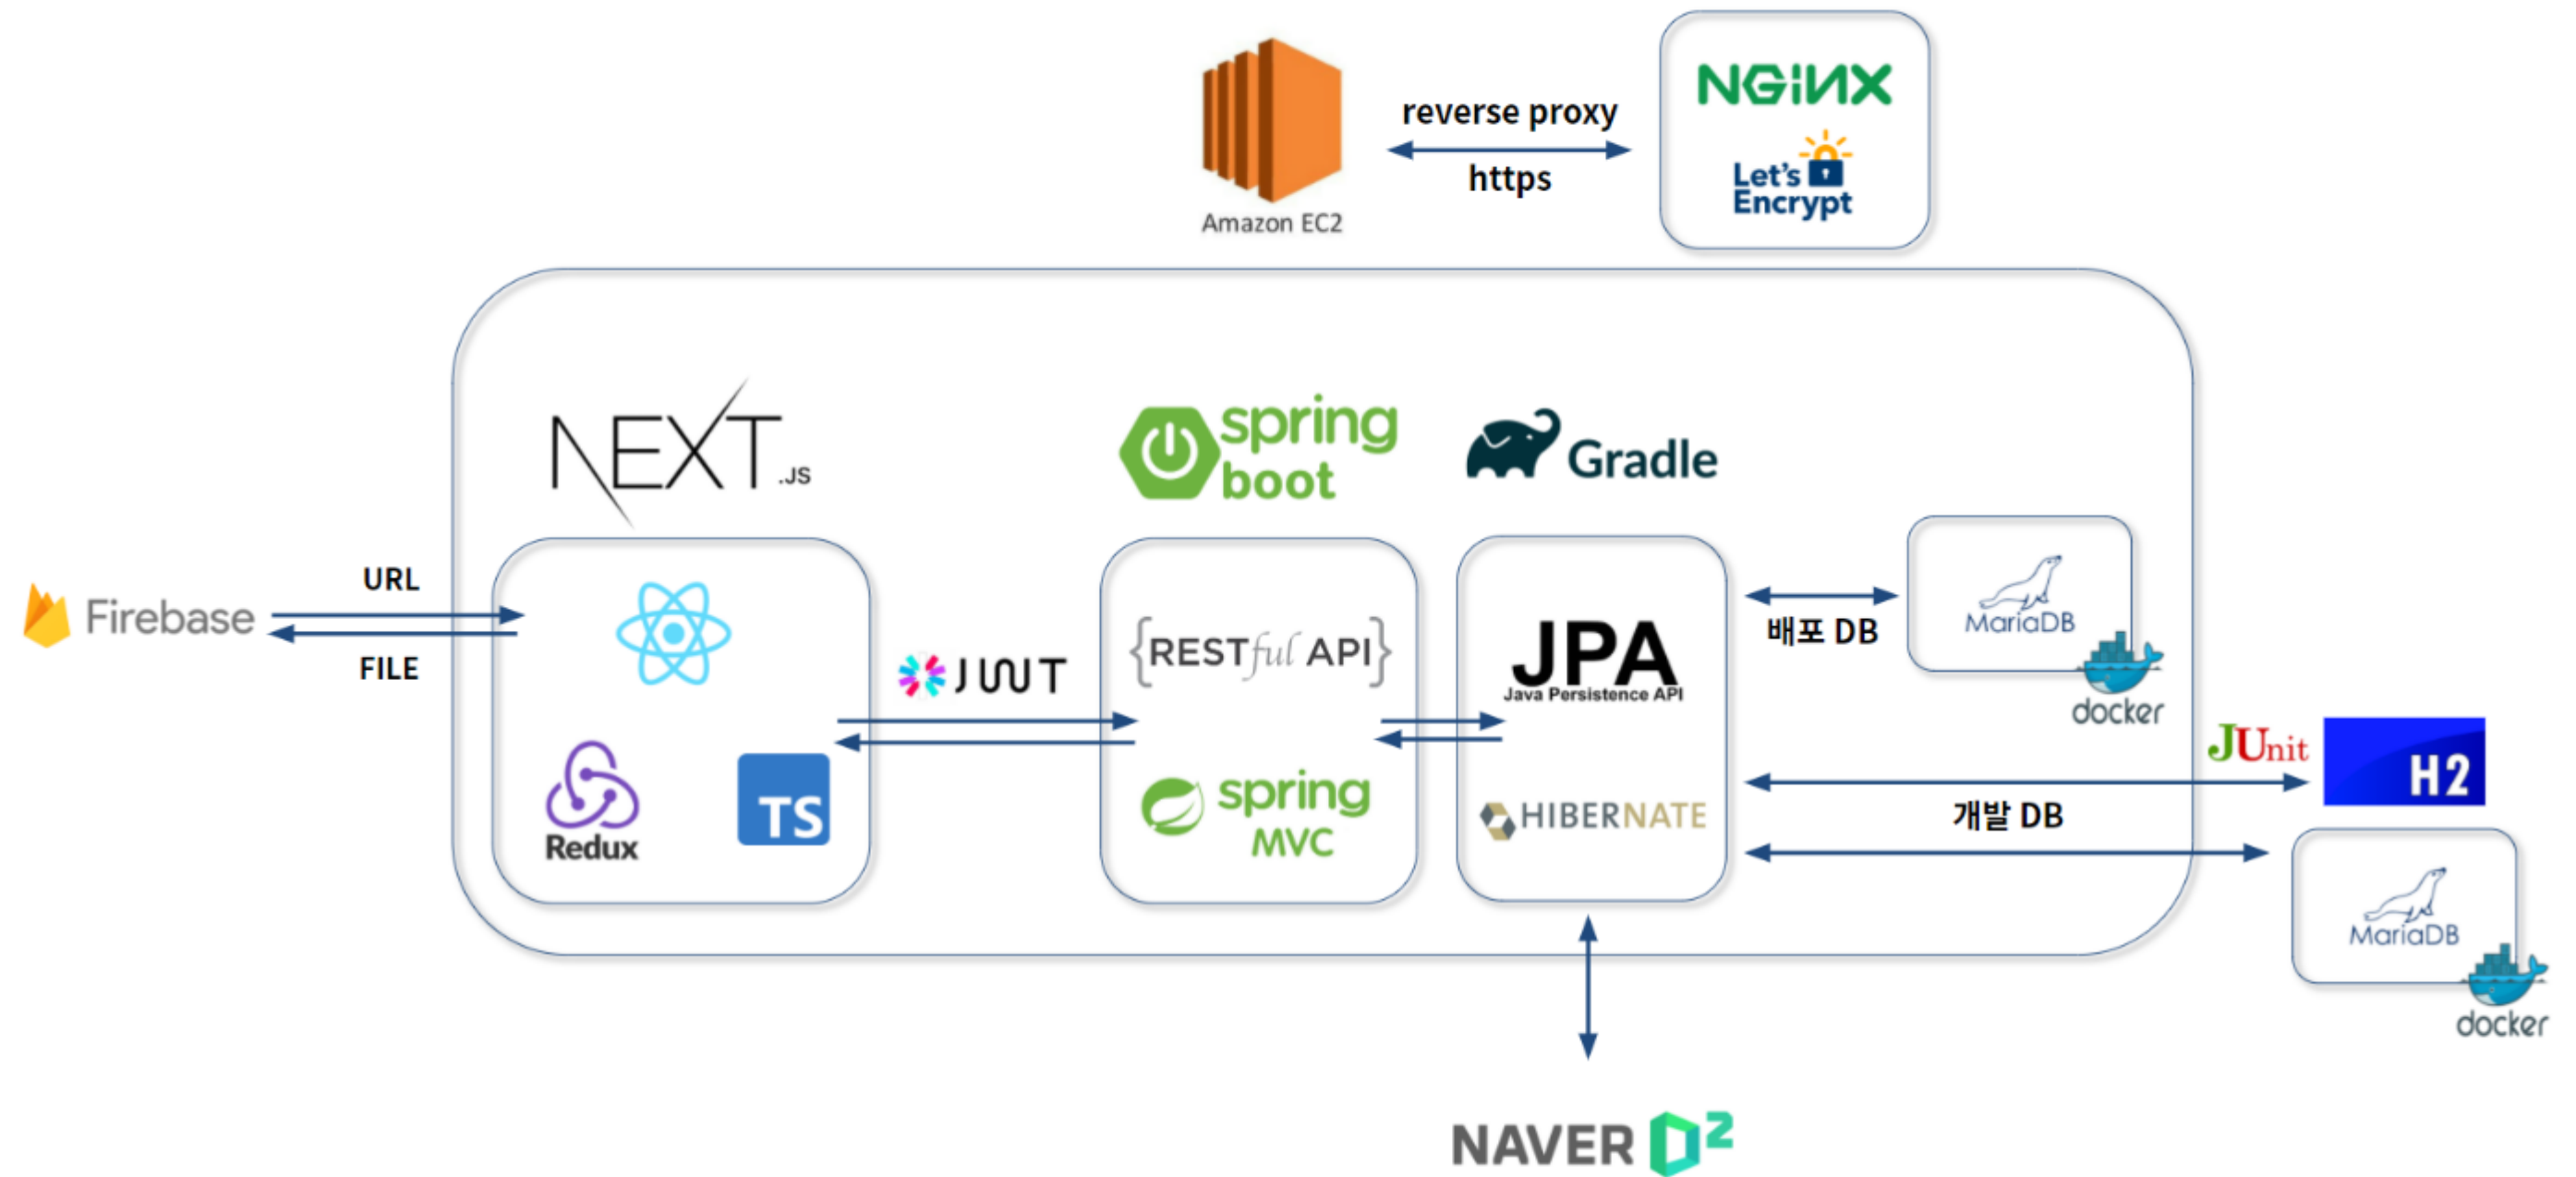 NGiNX
reverse proxy
https
Let's
Encrypt
Amazon EC2
NEXT.JS
spring
boot
Gradle
URL
Firebase
FILE
JWT
{RESTful API}
JPA
Java Persistence API
배포 DB
MariaDB
docker
JUnit
H2
Redux
TS
spring
MVC
HIBERNATE
개발 DB
MariaDB
docker
NAVER D2